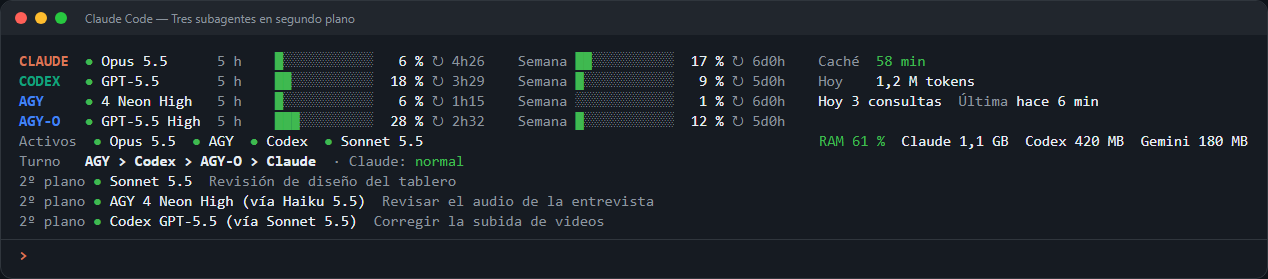 Claude Code — Tres subagentes en segundo plano
CLAUDE ● Opus 5.5 5 h 6 % ↻ 4h26 Semana 17 % ↻ 6d0h Caché 58 min
CODEX ● GPT-5.5 5 h 18 % ↻ 3h29 Semana 9 % ↻ 5d0h Hoy 1,2 M tokens
AGY ● 4 Neon High 5 h 6 % ↻ 1h15 Semana 1 % ↻ 6d0h Hoy 3 consultas Última hace 6 min
AGY-O ● GPT-5.5 High 5 h 28 % ↻ 2h32 Semana 12 % ↻ 5d0h
Activos ● Opus 5.5 ● AGY ● Codex ● Sonnet 5.5 RAM 61 % Claude 1,1 GB Codex 420 MB Gemini 180 MB
Turno AGY > Codex > AGY-O > Claude · Claude: normal
2º plano ● Sonnet 5.5 Revisión de diseño del tablero
2º plano ● AGY 4 Neon High (vía Haiku 5.5) Revisar el audio de la entrevista
2º plano ● Codex GPT-5.5 (vía Sonnet 5.5) Corregir la subida de videos
›